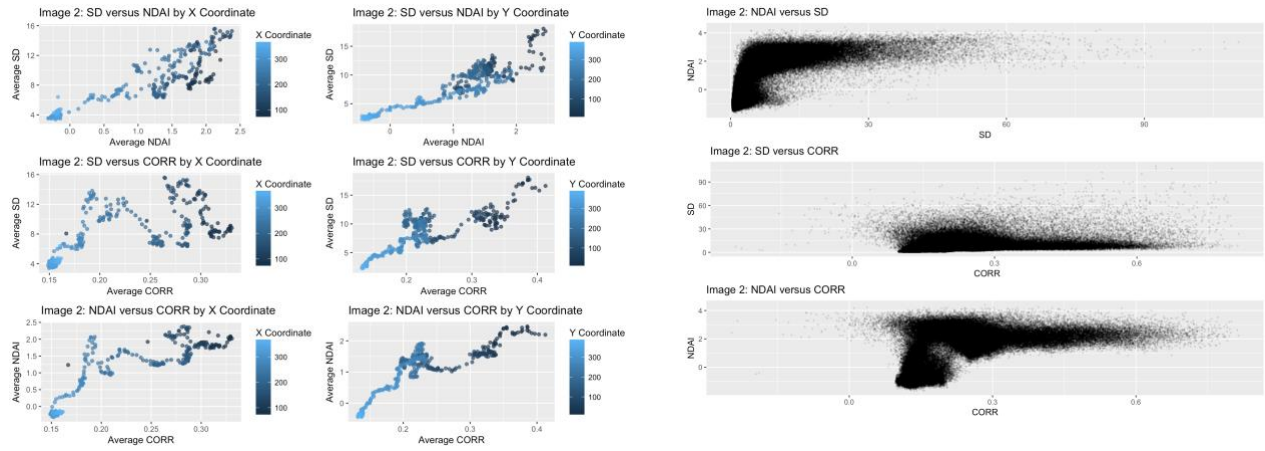 Image 2: SD versus NDAI by X Coordinate
16
12
8
4
Average SD
0.0 0.5 1.0 1.5 2.0 2.5
Average NDAI
X Coordinate
300
200
100
Image 2: SD versus NDAI by Y Coordinate
15
10
5
Average SD
0 1 2
Average NDAI
Y Coordinate
300
200
100
Image 2: SD versus CORR by X Coordinate
16
12
8
4
Average SD
0.15 0.20 0.25 0.30
Average CORR
X Coordinate
300
200
100
Image 2: SD versus CORR by Y Coordinate
15
10
5
Average SD
0.2 0.3 0.4
Average CORR
Y Coordinate
300
200
100
Image 2: NDAI versus CORR by X Coordinate
2.5
2.0
1.5
1.0
0.5
0.0
Average NDAI
0.15 0.20 0.25 0.30
Average CORR
X Coordinate
300
200
100
Image 2: NDAI versus CORR by Y Coordinate
2
1
0
Average NDAI
0.2 0.3 0.4
Average CORR
Y Coordinate
300
200
100
Image 2: NDAI versus SD
4
2
0
NDAI
0 30 60 90
SD
Image 2: SD versus CORR
90
60
30
0
SD
0.0 0.3 0.6
CORR
Image 2: NDAI versus CORR
4
2
0
NDAI
0.0 0.3 0.6
CORR